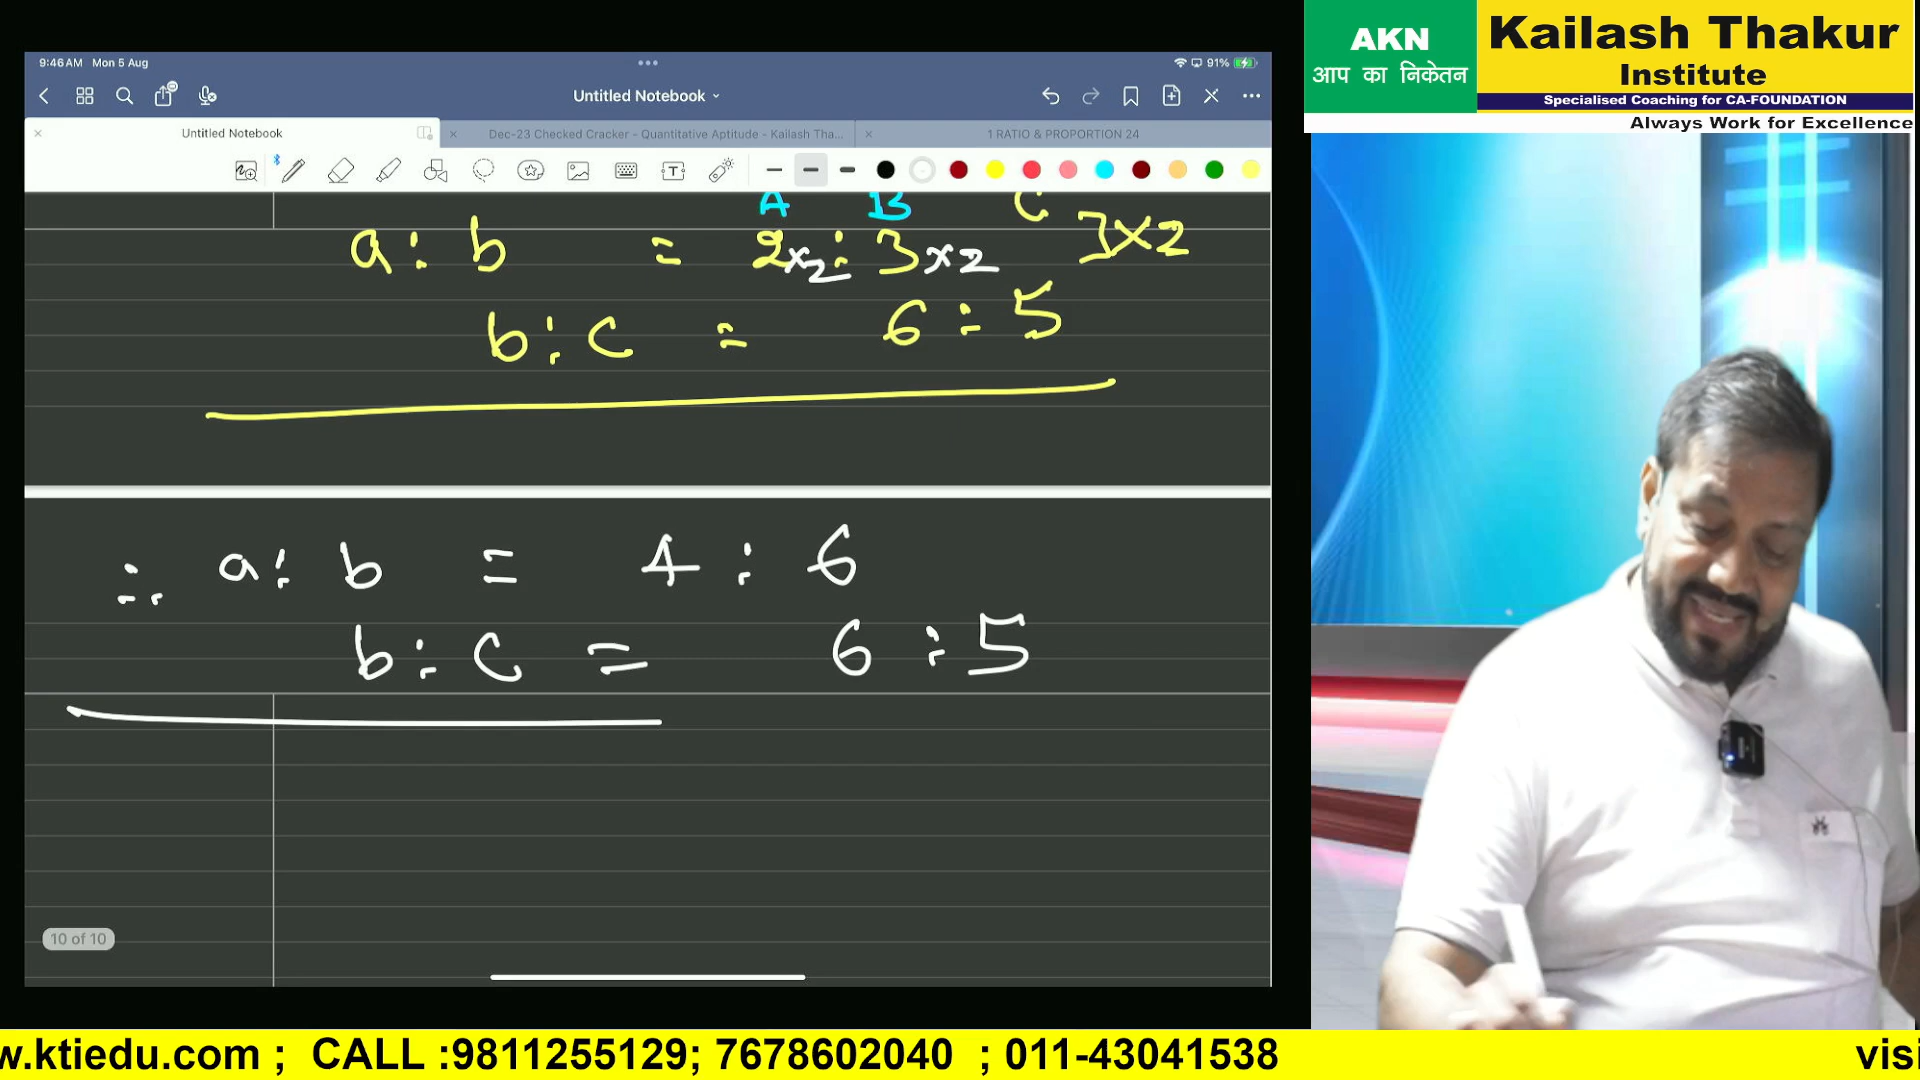 AKN
आप का निकेतन
Kailash Thakur
Institute
Specialised Coaching for CA-FOUNDATION
Always Work for Excellence
9:46 AM Mon 5 Aug
91%
Untitled Notebook
Untitled Notebook
Dec-23 Checked Cracker - Quantitative Aptitude - Kailash Tha...
1 RATIO & PROPORTION 24
A B C
a : b = 2×2 : 3×2 3×2
b : c = 6 : 5
∴ a : b = 4 : 6
b : c = 6 : 5
10 of 10
w.ktiedu.com ; CALL :9811255129; 7678602040 ; 011-43041538 visi